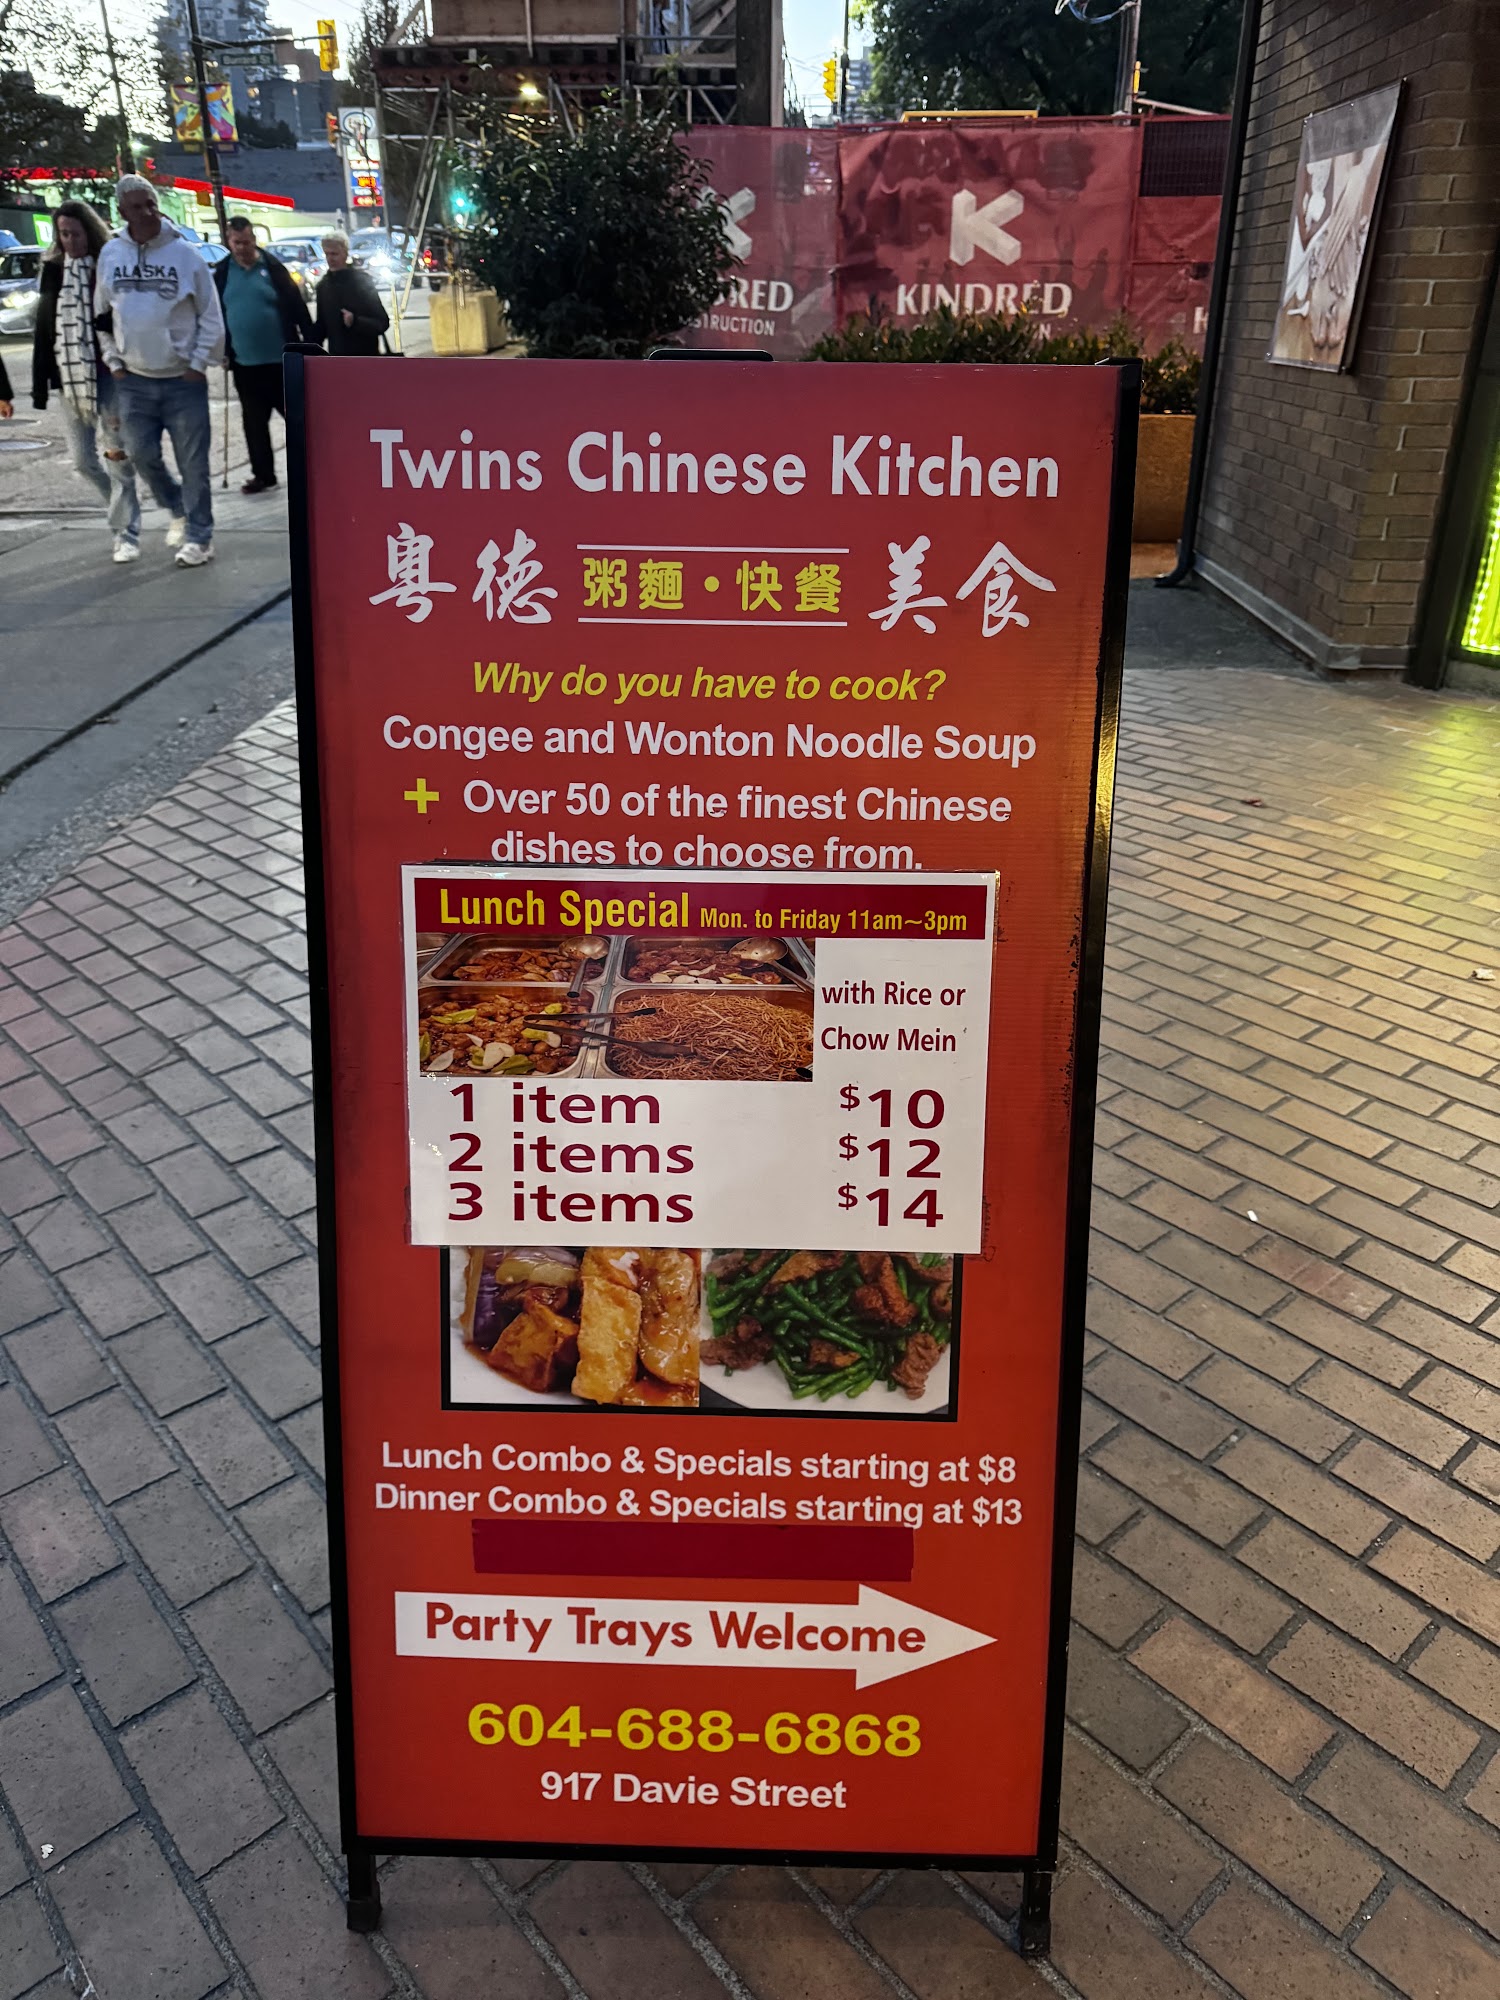 ALASKA
KINDRED
KINDRED
Twins Chinese Kitchen
粵德 粥麵・快餐 美食
Why do you have to cook?
Congee and Wonton Noodle Soup
+ Over 50 of the finest Chinese
dishes to choose from.
Lunch Special Mon. to Friday 11am~3pm
with Rice or
Chow Mein
1 item $10
2 items $12
3 items $14
Lunch Combo & Specials starting at $8
Dinner Combo & Specials starting at $13
Party Trays Welcome
604-688-6868
917 Davie Street